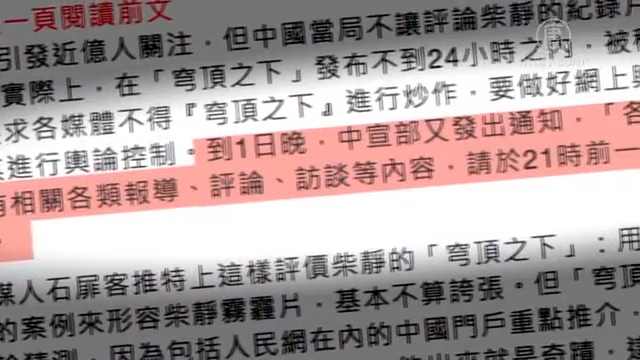 一頁閱讀前文
引發近億人關注，但中國當局不讓評論柴靜的紀錄片
實際上，在「穹頂之下」發布不到24小時之內，被
求各媒體不得『穹頂之下』進行炒作，要做好網上
進行輿論控制。到1日晚，中宣部又發出通知，「各
有相關各類報導、評論、訪談等內容，請於21時前一
媒人石扉客推特上這樣評價柴靜的「穹頂之下」：用
的案例來形容柴靜霧霾片，基本不算誇張。但「穹頂
猜測，因為包括人民網在內的中國門戶重點推介，